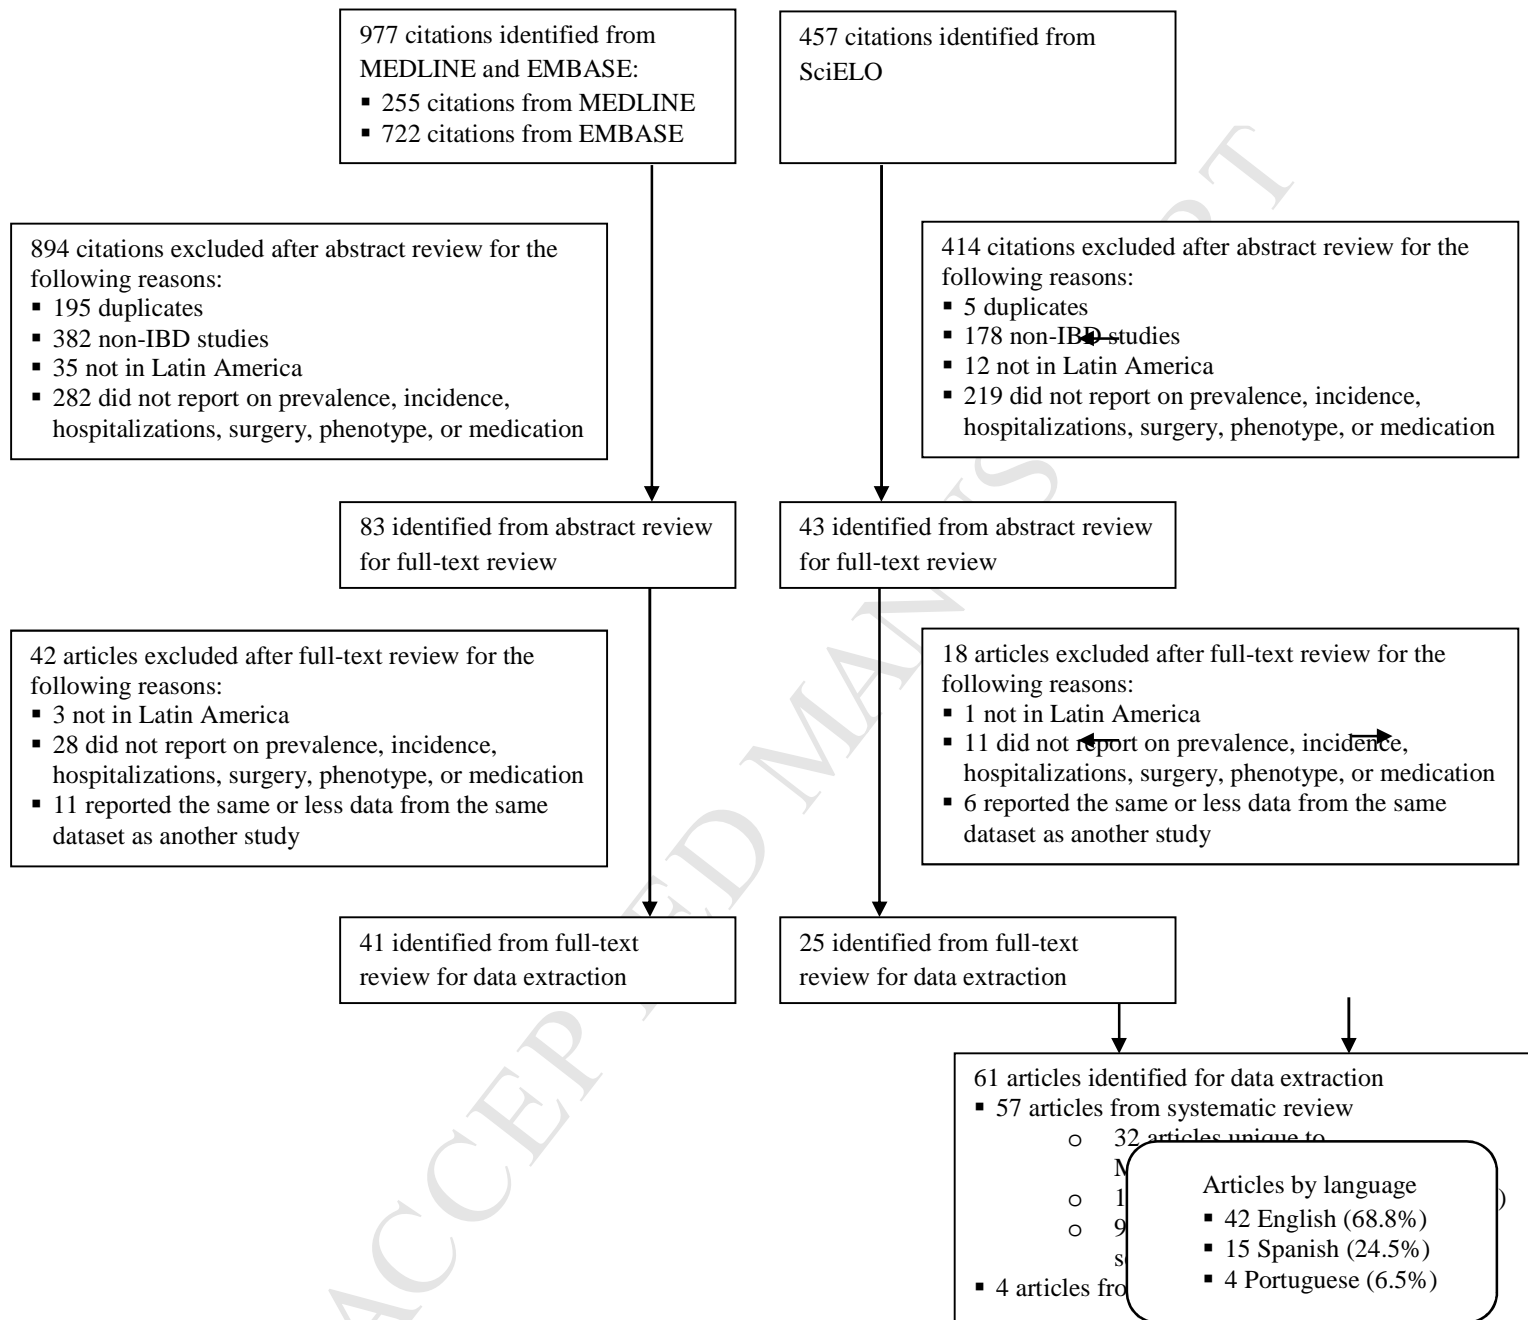 977 citations identified from
MEDLINE and EMBASE:
▪ 255 citations from MEDLINE
▪ 722 citations from EMBASE
457 citations identified from
SciELO
894 citations excluded after abstract review for the
following reasons:
▪ 195 duplicates
▪ 382 non-IBD studies
▪ 35 not in Latin America
▪ 282 did not report on prevalence, incidence,
hospitalizations, surgery, phenotype, or medication
414 citations excluded after abstract review for the
following reasons:
▪ 5 duplicates
▪ 178 non-IBD studies
▪ 12 not in Latin America
▪ 219 did not report on prevalence, incidence,
hospitalizations, surgery, phenotype, or medication
83 identified from abstract review
for full-text review
43 identified from abstract review
for full-text review
42 articles excluded after full-text review for the
following reasons:
▪ 3 not in Latin America
▪ 28 did not report on prevalence, incidence,
hospitalizations, surgery, phenotype, or medication
▪ 11 reported the same or less data from the same
dataset as another study
18 articles excluded after full-text review for the
following reasons:
▪ 1 not in Latin America
▪ 11 did not report on prevalence, incidence,
hospitalizations, surgery, phenotype, or medication
▪ 6 reported the same or less data from the same
dataset as another study
41 identified from full-text
review for data extraction
25 identified from full-text
review for data extraction
61 articles identified for data extraction
▪ 57 articles from systematic review
o 32 articles unique to
▪ 4 articles
Articles by language
▪ 42 English (68.8%)
▪ 15 Spanish (24.5%)
▪ 4 Portuguese (6.5%)